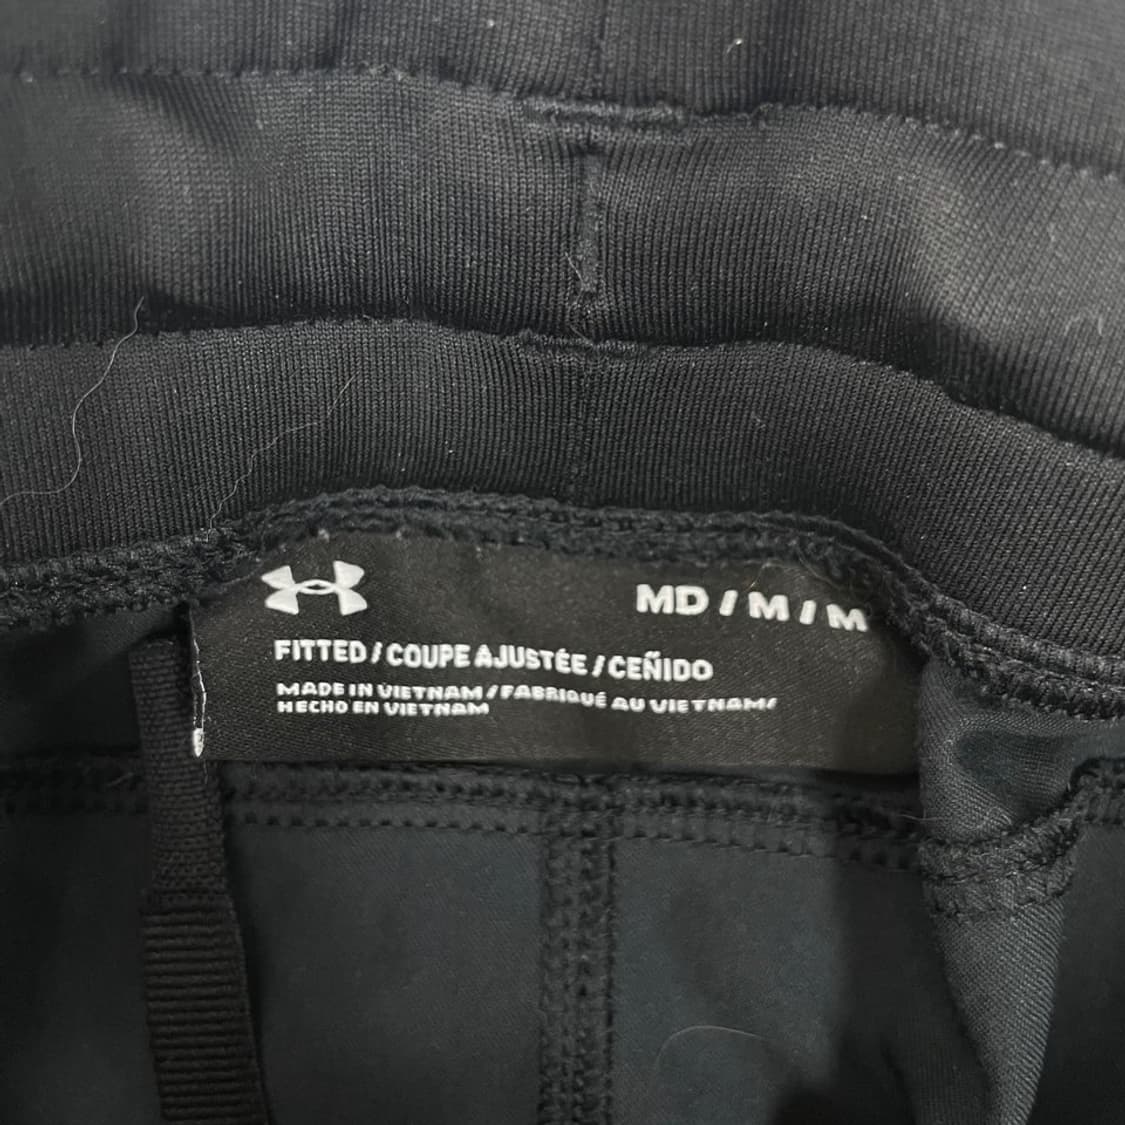 MD / M / M
FITTED / COUPE AJUSTÉE / CEÑIDO
MADE IN VIETNAM / FABRIQUÉ AU VIETNAM/
HECHO EN VIETNAM